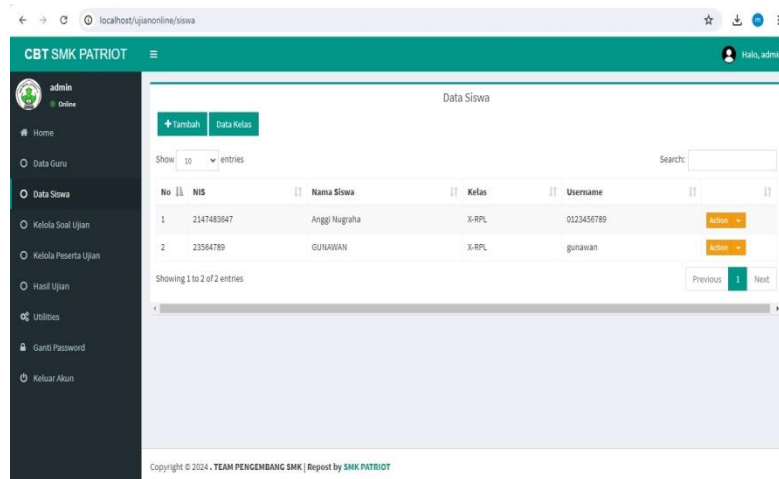 localhost/ujianonline/siswa
CBT SMK PATRIOT
Halo, admi
admin
Online
Home
Data Guru
Data Siswa
Kelola Soal Ujian
Kelola Peserta Ujian
Hasil Ujian
Utilities
Ganti Password
Keluar Akun
Data Siswa
+Tambah Data Kelas
Show 10 entries Search:
No NIS Nama Siswa Kelas Username
1 2147483647 Anggi Nugraha X-RPL 0123456789 Action
2 23564789 GUNAWAN X-RPL gunawan Action
Showing 1 to 2 of 2 entries Previous 1 Next
Copyright © 2024 . TEAM PENGEMBANG SMK | Repost by SMK PATRIOT